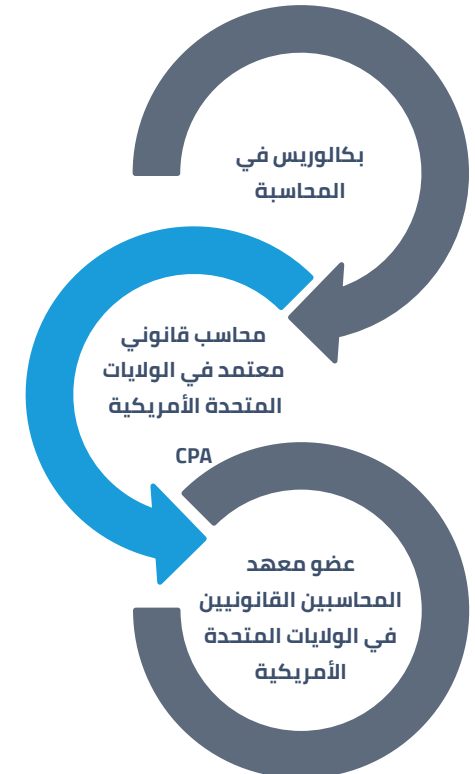 بكالوريس في
المحاسبة
محاسب قانوني
معتمد في الولايات
المتحدة الأمريكية
CPA
عضو معهد
المحاسبين القانونيين
في الولايات المتحدة
الأمريكية